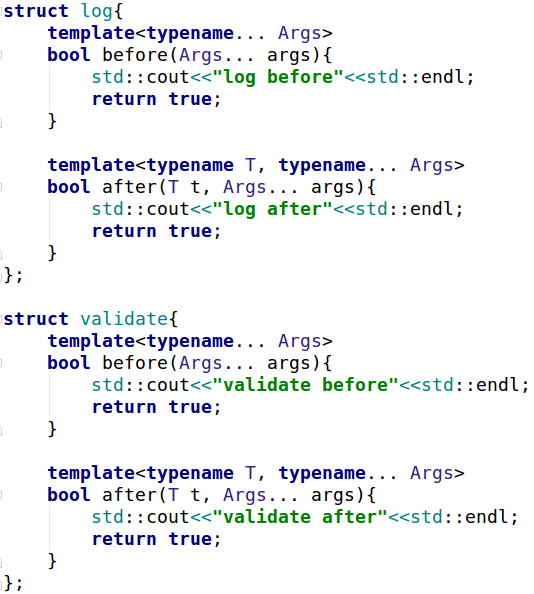 struct log{
    template<typename... Args>
    bool before(Args... args){
        std::cout<<"log before"<<std::endl;
        return true;
    }

    template<typename T, typename... Args>
    bool after(T t, Args... args){
        std::cout<<"log after"<<std::endl;
        return true;
    }
};

struct validate{
    template<typename... Args>
    bool before(Args... args){
        std::cout<<"validate before"<<std::endl;
        return true;
    }

    template<typename T, typename... Args>
    bool after(T t, Args... args){
        std::cout<<"validate after"<<std::endl;
        return true;
    }
};